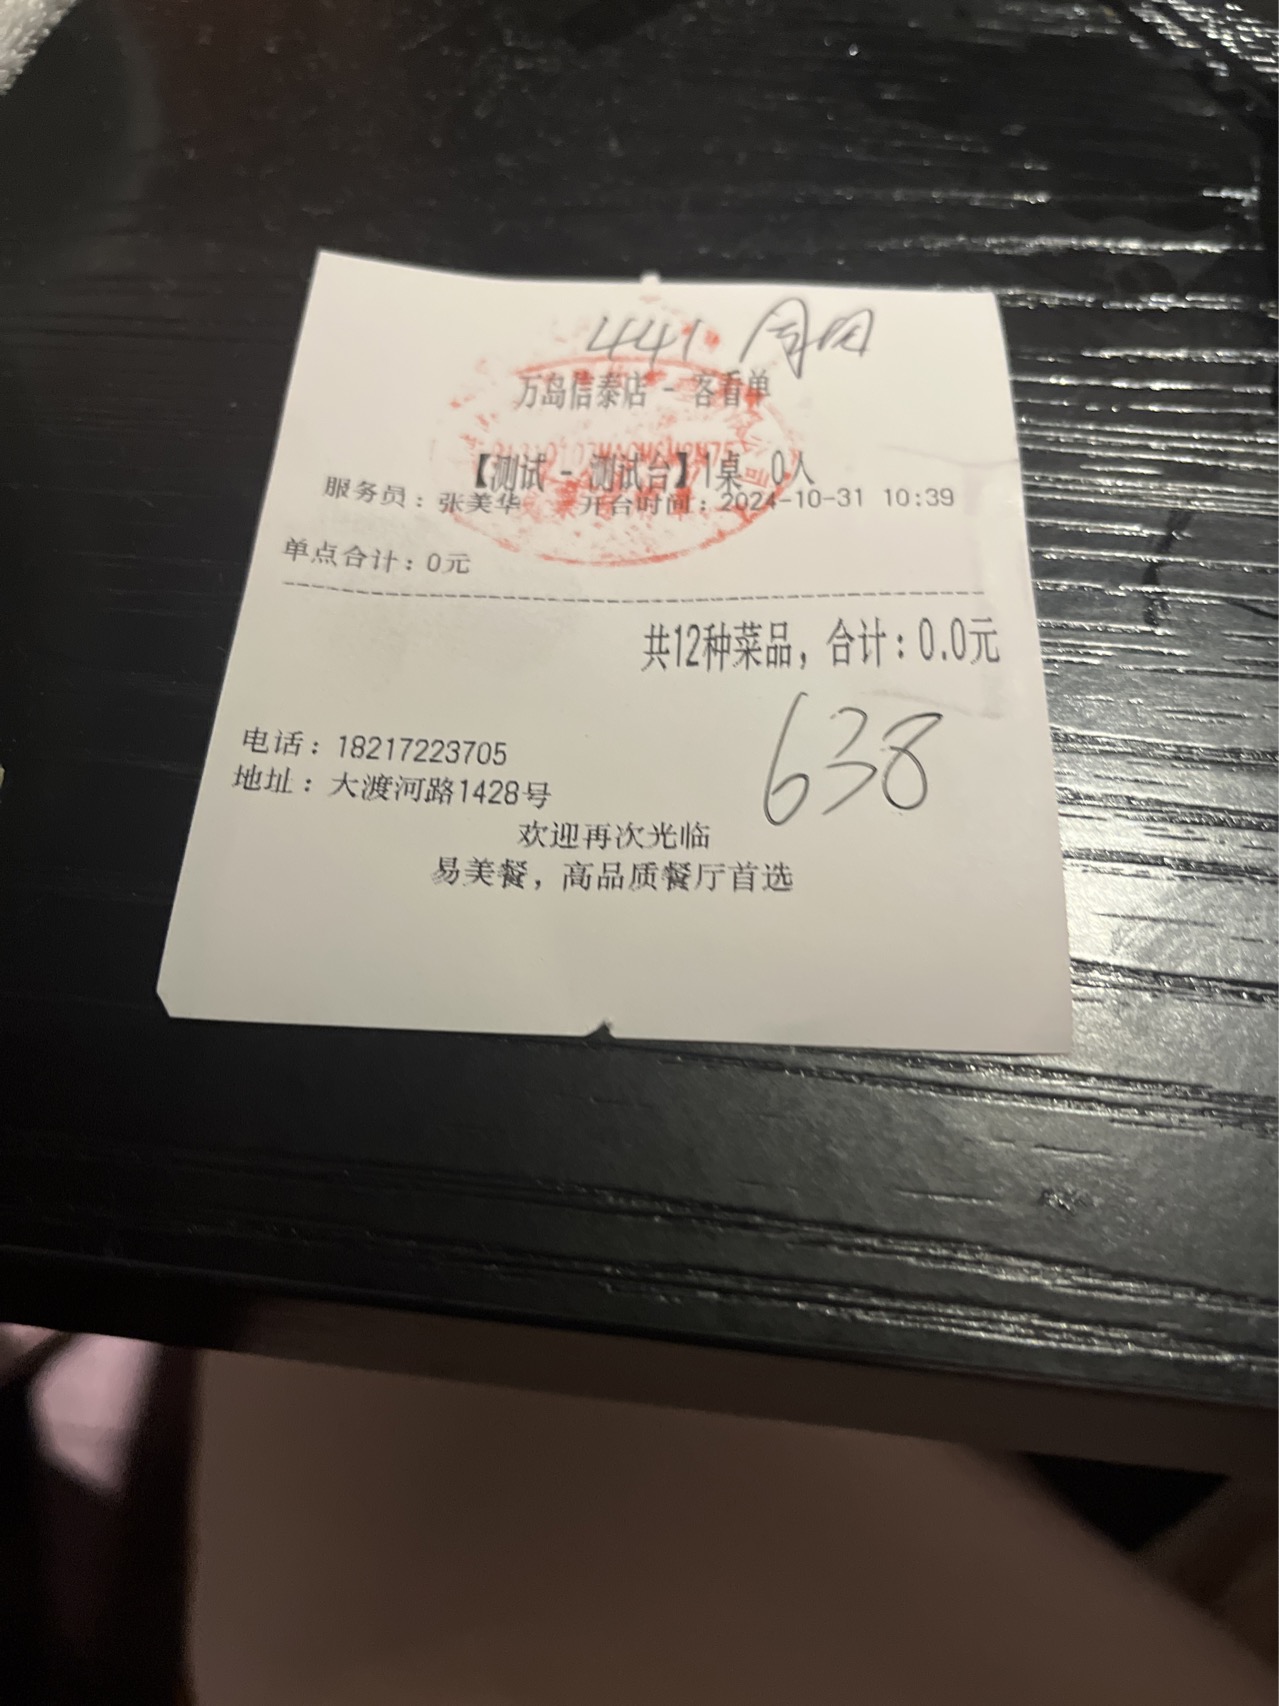 441
万岛信泰店 - 客看单
【测试 - 测试台】1桌 0人
服务员：张美华 开台时间：2024-10-31 10:39
单点合计：0元
共12种菜品，合计：0.0元
638
电话：18217223705
地址：大渡河路1428号
欢迎再次光临
易美餐，高品质餐厅首选